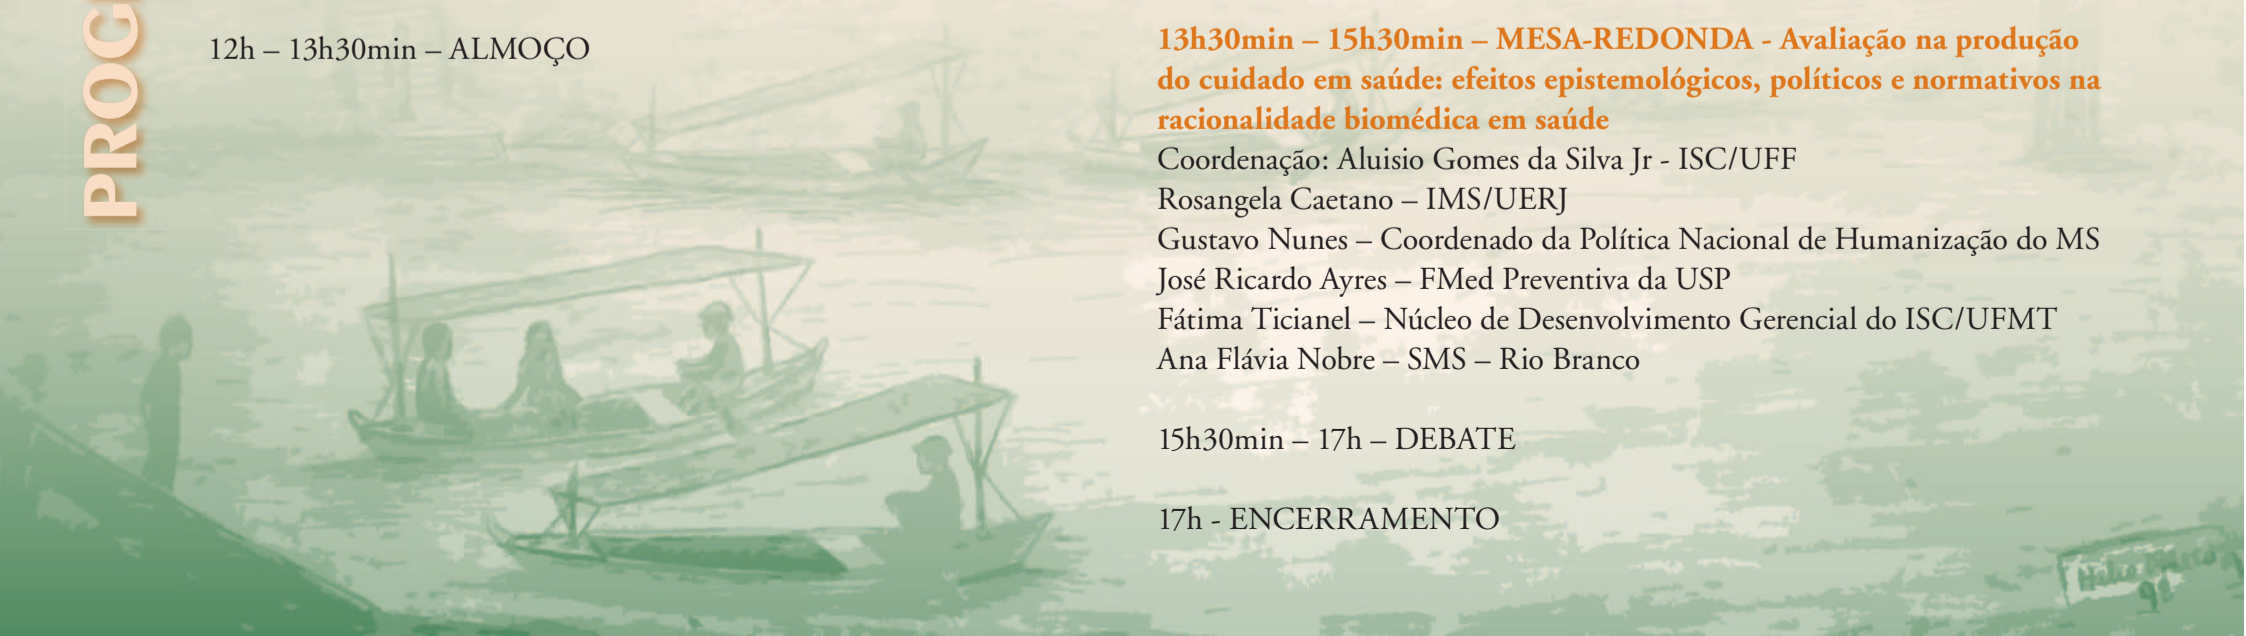 PROG
12h – 13h30min – ALMOÇO
13h30min – 15h30min – MESA-REDONDA - Avaliação na produção
do cuidado em saúde: efeitos epistemológicos, políticos e normativos na
racionalidade biomédica em saúde
Coordenação: Aluisio Gomes da Silva Jr - ISC/UFF
Rosangela Caetano – IMS/UERJ
Gustavo Nunes – Coordenado da Política Nacional de Humanização do MS
José Ricardo Ayres – FMed Preventiva da USP
Fátima Ticianel – Núcleo de Desenvolvimento Gerencial do ISC/UFMT
Ana Flávia Nobre – SMS – Rio Branco
15h30min – 17h – DEBATE
17h - ENCERRAMENTO